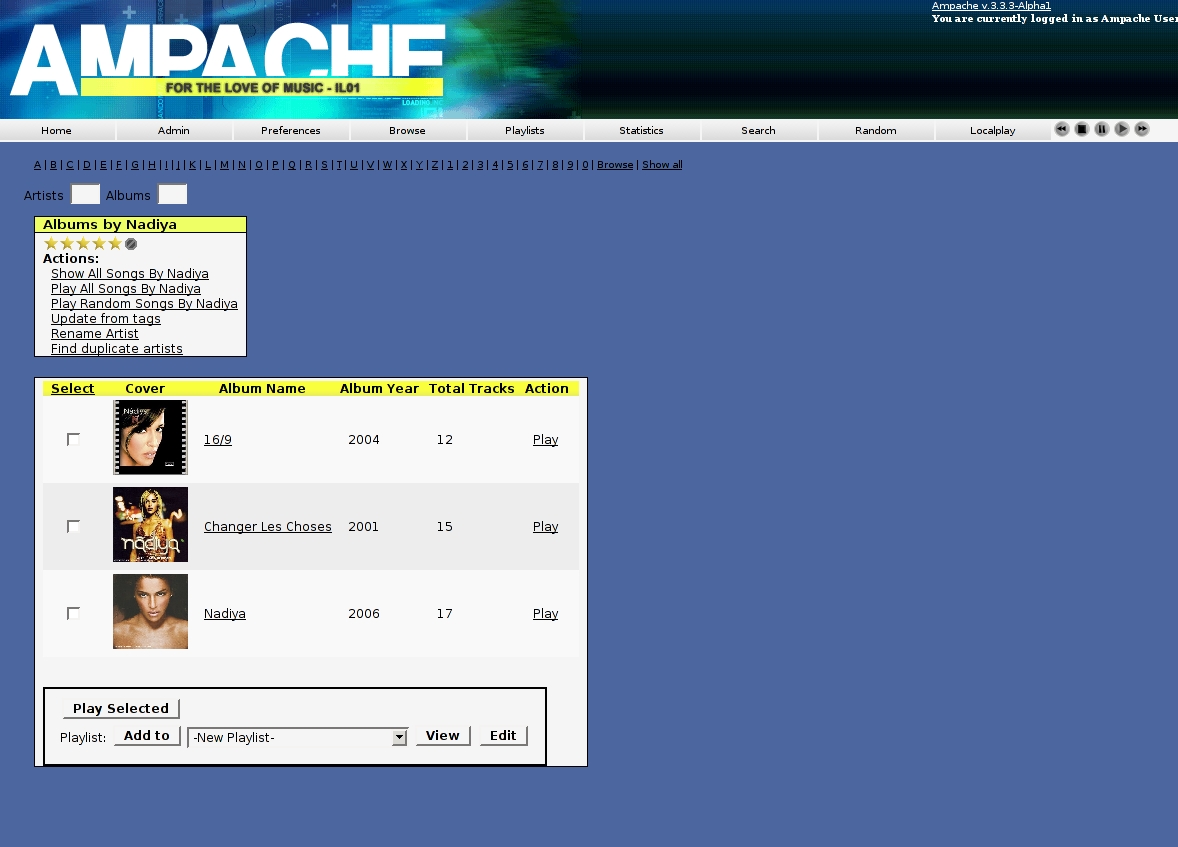 Ampache v.3.3.3-Alpha1
You are currently logged in as Ampache User
AMPACHE
FOR THE LOVE OF MUSIC - IL01
LOADING.INC
Home Admin Preferences Browse Playlists Statistics Search Random Localplay
A | B | C | D | E | F | G | H | I | J | K | L | M | N | O | P | Q | R | S | T | U | V | W | X | Y | Z | 1 | 2 | 3 | 4 | 5 | 6 | 7 | 8 | 9 | 0 | Browse | Show all
Artists Albums
Albums by Nadiya
Actions:
Show All Songs By Nadiya
Play All Songs By Nadiya
Play Random Songs By Nadiya
Update from tags
Rename Artist
Find duplicate artists
Select Cover Album Name Album Year Total Tracks Action
Nâdiya
16/9 2004 12 Play
nâdiya
Changer Les Choses 2001 15 Play
Nadiya 2006 17 Play
Play Selected
Playlist: Add to -New Playlist- View Edit